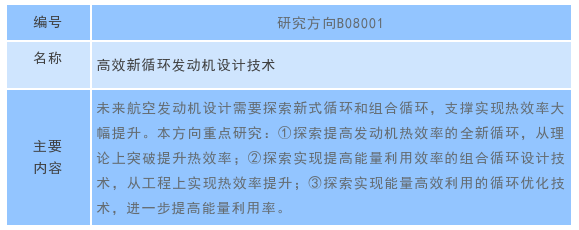 编号
研究方向B08001
名称
高效新循环发动机设计技术
主要
内容
未来航空发动机设计需要探索新式循环和组合循环，支撑实现热效率大
幅提升。本方向重点研究：①探索提高发动机热效率的全新循环，从理
论上突破提升热效率；②探索实现提高能量利用效率的组合循环设计技
术，从工程上实现热效率提升；③探索实现能量高效利用的循环优化技
术，进一步提高能量利用率。